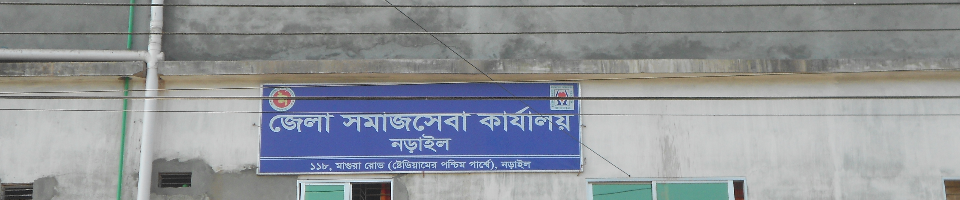 জেলা সমাজসেবা কার্যালয়
নড়াইল
১১৮, মাগুরা রোড (ষ্টেডিয়ামের পশ্চিম পার্শ্বে), নড়াইল